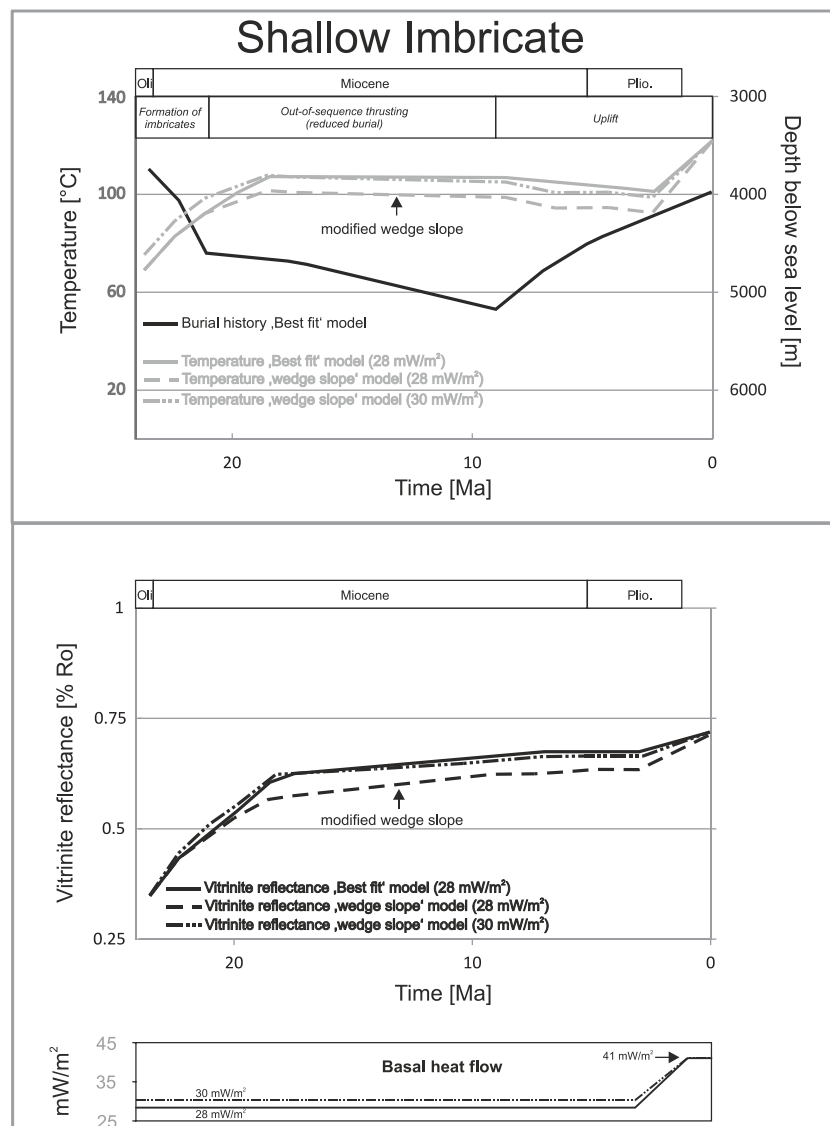 Shallow Imbricate
Oli Miocene Plio.
140 3000
Formation of
imbricates
Out-of-sequence thrusting
(reduced burial)
Uplift
100 4000
modified wedge slope
60 5000
Burial history ‚Best fit‘ model
Temperature ‚Best fit‘ model (28 mW/m²)
Temperature ‚wedge slope‘ model (28 mW/m²)
20 6000
Temperature ‚wedge slope‘ model (30 mW/m²)
Temperature [°C]
Depth below sea level [m]
20 10 0
Time [Ma]
Oli Miocene Plio.
1
0.75
modified wedge slope
0.5
Vitrinite reflectance ‚Best fit‘ model (28 mW/m²)
Vitrinite reflectance ‚wedge slope‘ model (28 mW/m²)
Vitrinite reflectance ‚wedge slope‘ model (30 mW/m²)
0.25
Vitrinite reflectance [% Ro]
20 10 0
Time [Ma]
45
Basal heat flow
41 mW/m²
35
30 mW/m²
28 mW/m²
25
mW/m²